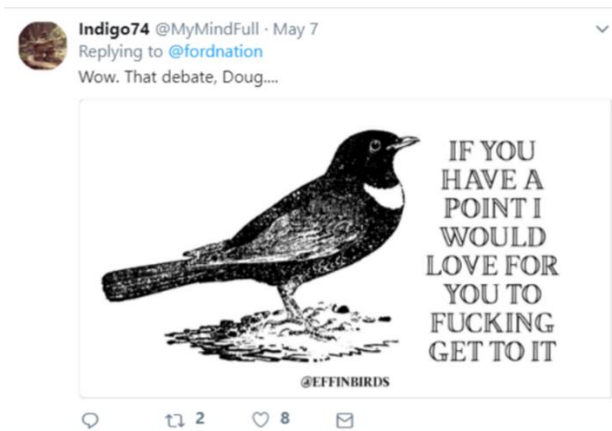 Indigo74 @MyMindFull · May 7
Replying to @fordnation
Wow. That debate, Doug....
IF YOU
HAVE A
POINT I
WOULD
LOVE FOR
YOU TO
FUCKING
GET TO IT
@EFFINBIRDS
2 8